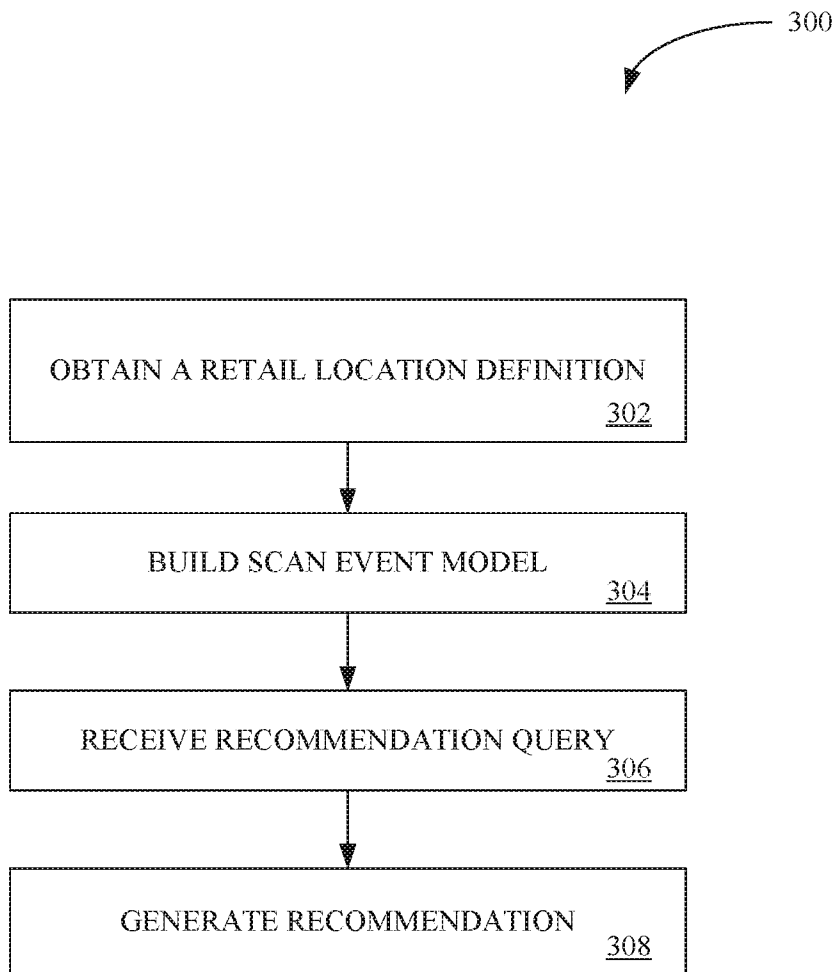 300
OBTAIN A RETAIL LOCATION DEFINITION
302
BUILD SCAN EVENT MODEL
304
RECEIVE RECOMMENDATION QUERY
306
GENERATE RECOMMENDATION
308